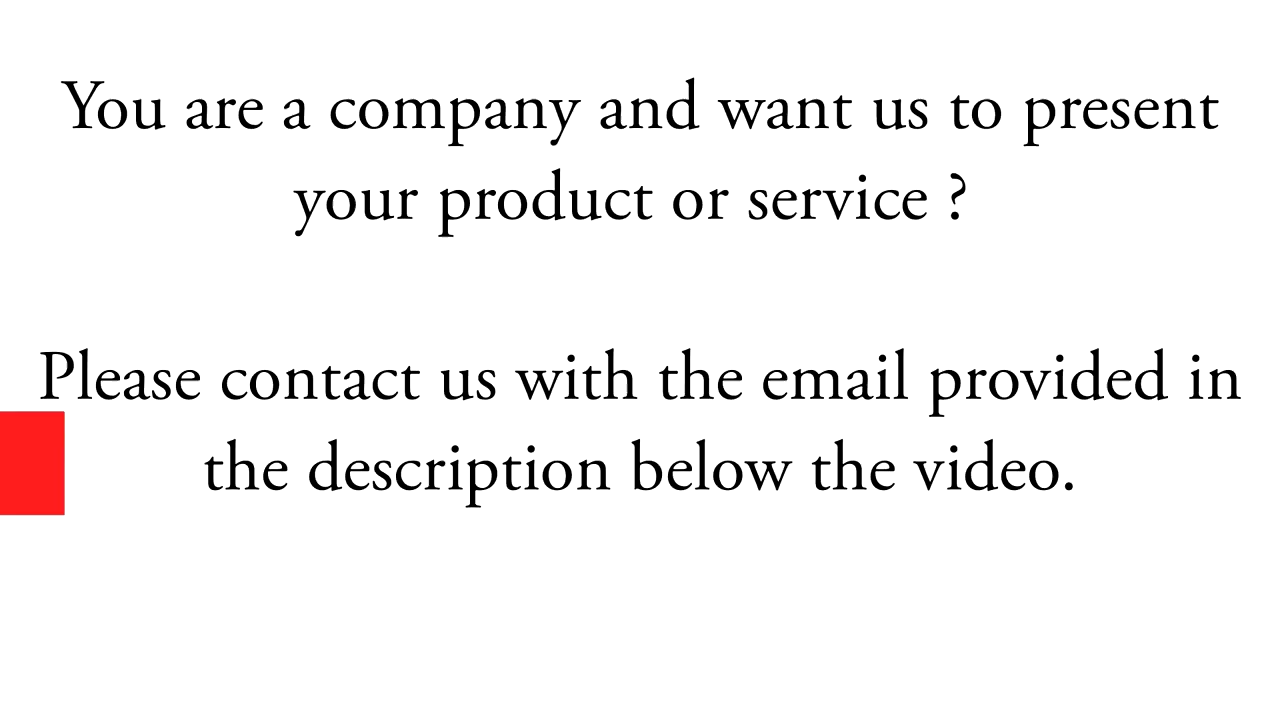 You are a company and want us to present
your product or service ?
Please contact us with the email provided in
the description below the video.